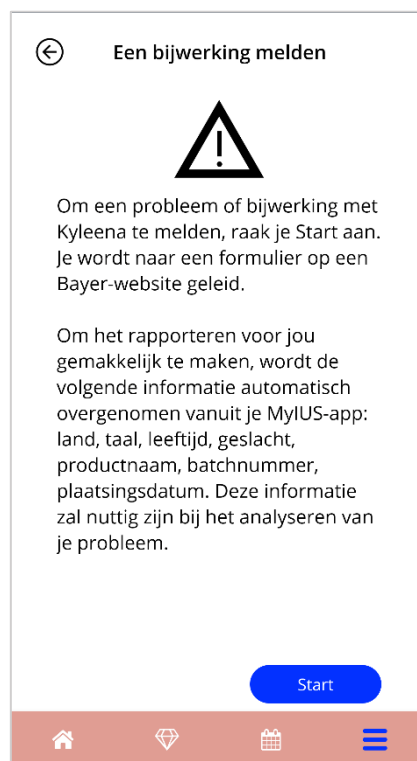 Een bijwerking melden
Om een probleem of bijwerking met
Kyleena te melden, raak je Start aan.
Je wordt naar een formulier op een
Bayer-website geleid.
Om het rapporteren voor jou
gemakkelijk te maken, wordt de
volgende informatie automatisch
overgenomen vanuit je MyIUS-app:
land, taal, leeftijd, geslacht,
productnaam, batchnummer,
plaatsingsdatum. Deze informatie
zal nuttig zijn bij het analyseren van
je probleem.
Start